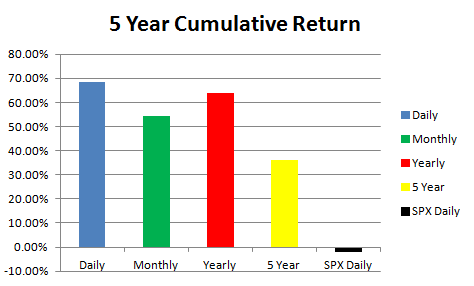 5 Year Cumulative Return
80.00%
70.00%
60.00%
50.00%
40.00%
30.00%
20.00%
10.00%
0.00%
-10.00%
Daily
Monthly
Yearly
5 Year
SPX Daily
Daily
Monthly
Yearly
5 Year
SPX Daily